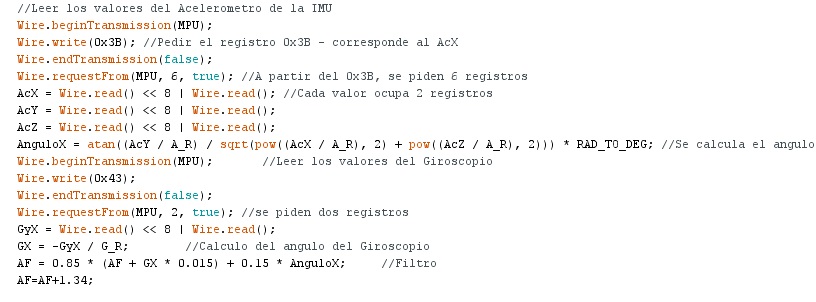 //Leer los valores del Acelerometro de la IMU
Wire.beginTransmission(MPU);
Wire.write(0x3B); //Pedir el registro 0x3B - corresponde al AcX
Wire.endTransmission(false);
Wire.requestFrom(MPU, 6, true); //A partir del 0x3B, se piden 6 registros
AcX = Wire.read() << 8 | Wire.read(); //Cada valor ocupa 2 registros
AcY = Wire.read() << 8 | Wire.read();
AcZ = Wire.read() << 8 | Wire.read();
AnguloX = atan((AcY / A_R) / sqrt(pow((AcX / A_R), 2) + pow((AcZ / A_R), 2))) * RAD_TO_DEG; //Se calcula el angulo
Wire.beginTransmission(MPU); //Leer los valores del Giroscopio
Wire.write(0x43);
Wire.endTransmission(false);
Wire.requestFrom(MPU, 2, true); //se piden dos registros
GyX = Wire.read() << 8 | Wire.read();
GX = -GyX / G_R; //Calculo del angulo del Giroscopio
AF = 0.85 * (AF + GX * 0.015) + 0.15 * AnguloX; //Filtro
AF=AF+1.34;